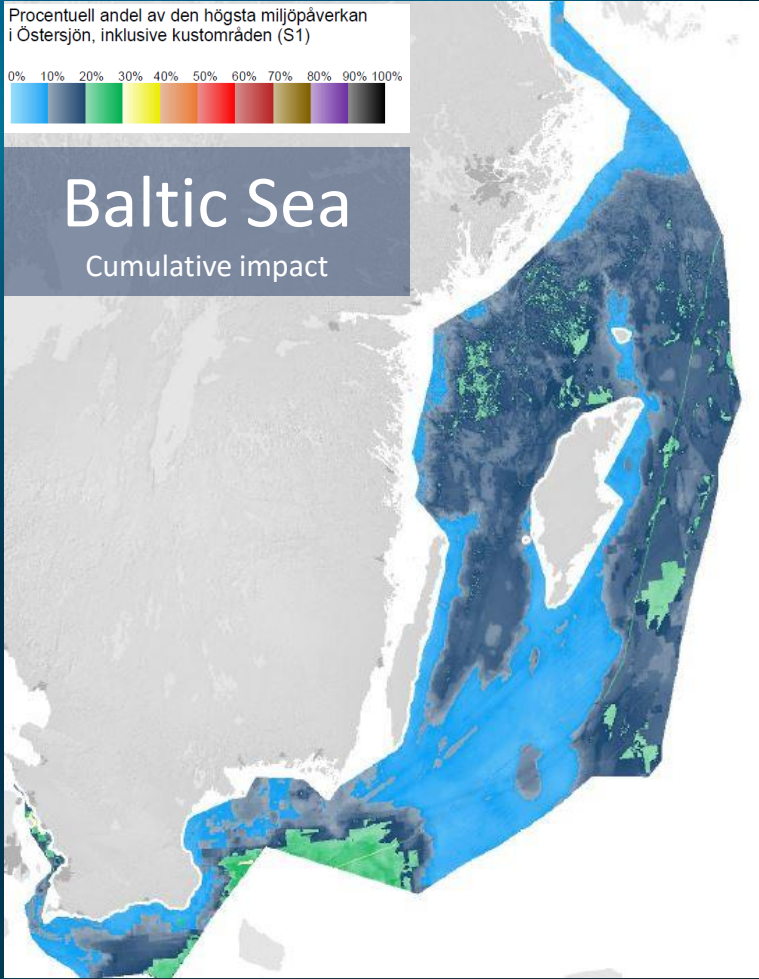 Procentuell andel av den högsta miljöpåverkan
i Östersjön, inklusive kustområden (S1)
0% 10% 20% 30% 40% 50% 60% 70% 80% 90% 100%
Baltic Sea
Cumulative impact